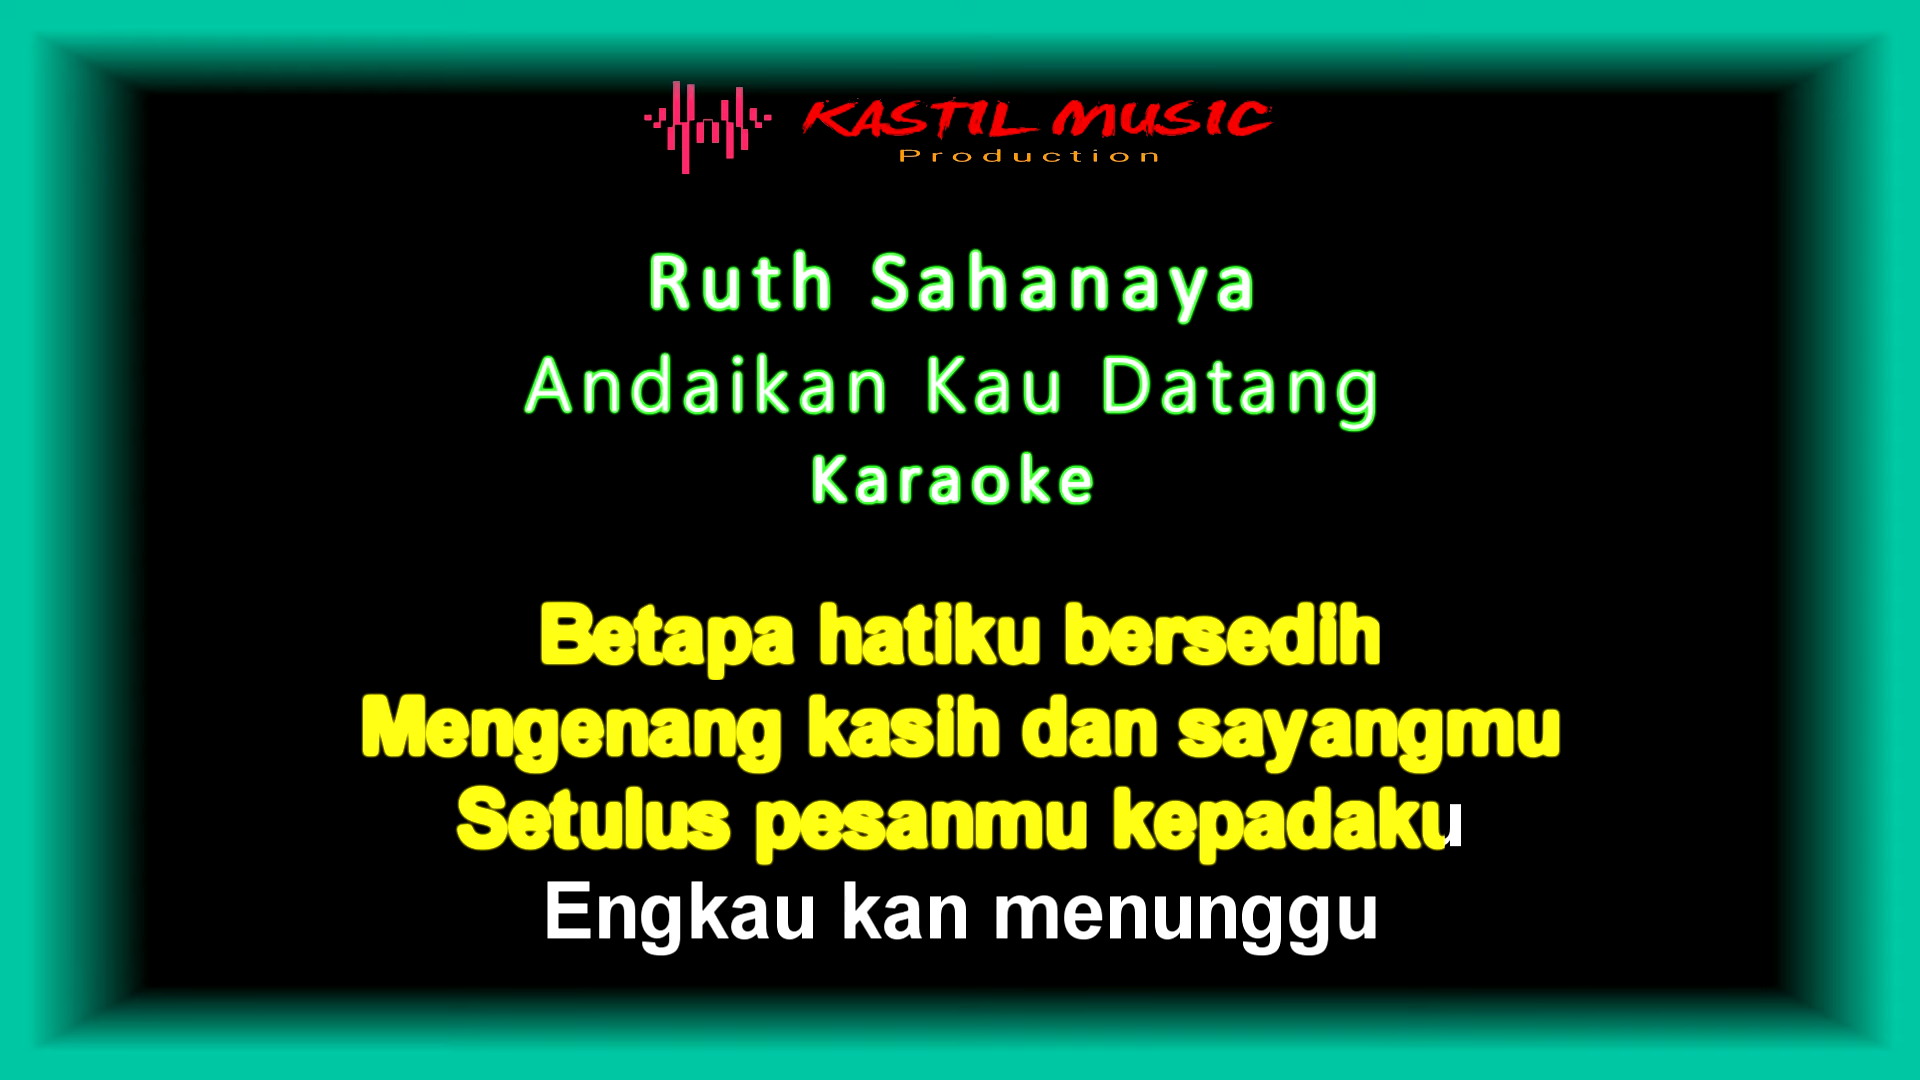 KASTIL MUSIC
Production
Ruth Sahanaya
Andaikan Kau Datang
Karaoke
Betapa hatiku bersedih
Mengenang kasih dan sayangmu
Setulus pesanmu kepadaku
Engkau kan menunggu